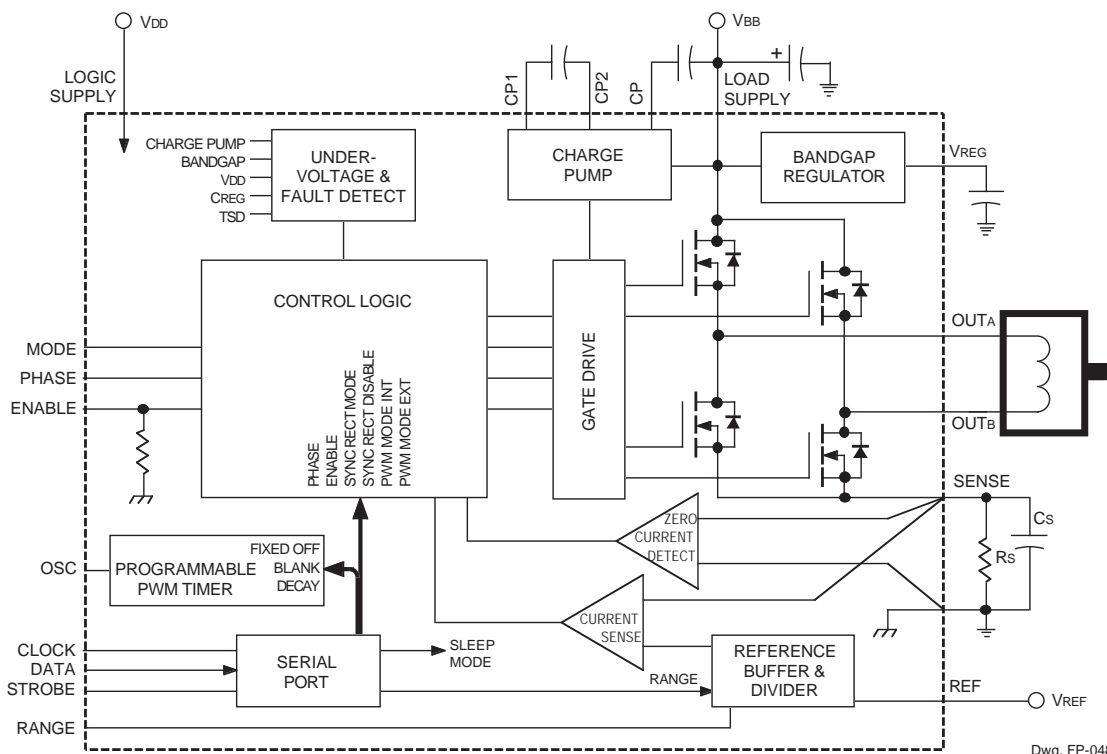 VDD
VBB
LOGIC
SUPPLY
CP1
CP2
CP
+
LOAD
SUPPLY
CHARGE PUMP
BANDGAP
VDD
CREG
TSD
UNDER-
VOLTAGE &
FAULT DETECT
CHARGE
PUMP
BANDGAP
REGULATOR
VREG
CONTROL LOGIC
MODE
PHASE
ENABLE
PHASE
ENABLE
SYNC RECT MODE
SYNC RECT DISABLE
PWM MODE INT
PWM MODE EXT
GATE DRIVE
OUTA
OUTB
SENSE
ZERO
CURRENT
DETECT
CS
RS
OSC
PROGRAMMABLE
PWM TIMER
FIXED OFF
BLANK
DECAY
CURRENT
SENSE
CLOCK
DATA
STROBE
SERIAL
PORT
SLEEP
MODE
RANGE
REFERENCE
BUFFER &
DIVIDER
REF
VREF
RANGE
Dwg. FP-048